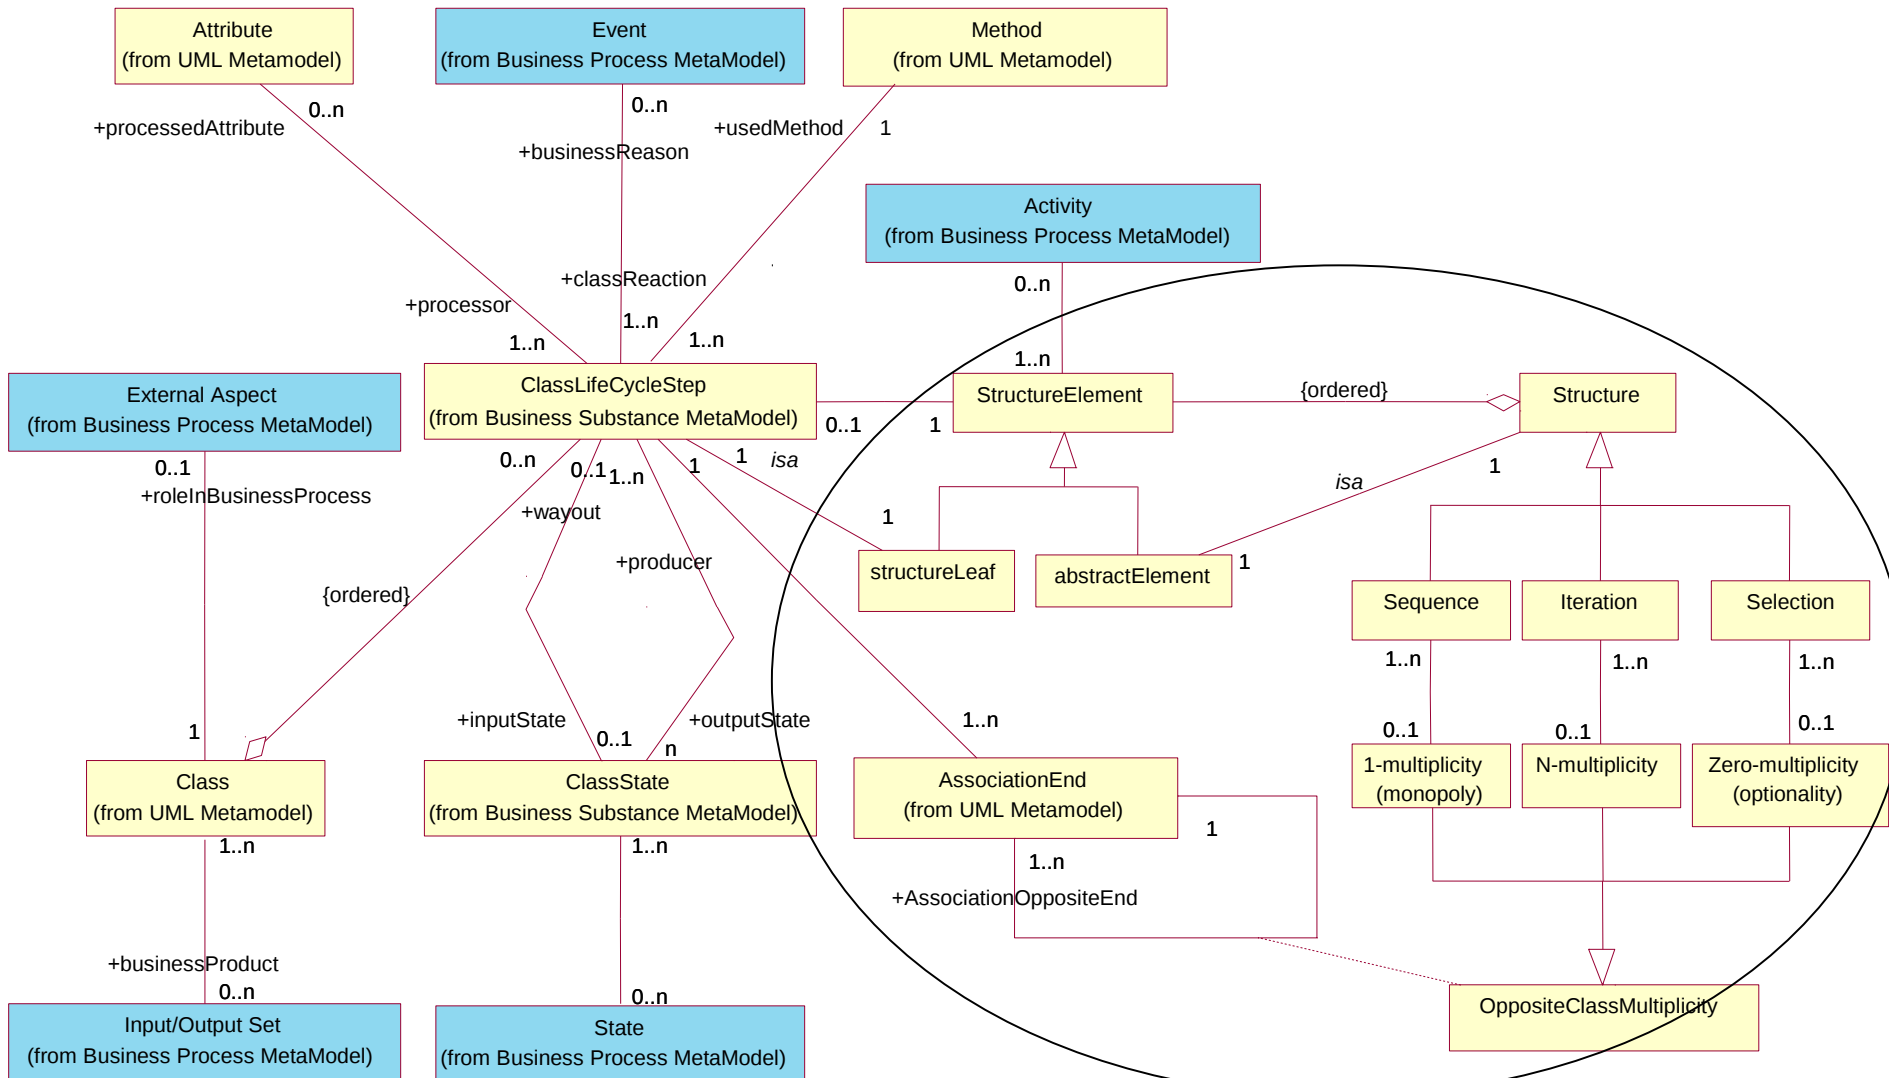 Attribute
(from UML Metamodel)
Event
(from Business Process MetaModel)
Method
(from UML Metamodel)
0..n
+processedAttribute
0..n
+businessReason
+usedMethod
1
Activity
(from Business Process MetaModel)
+classReaction
+processor
0..n
1..n
1..n
1..n
1..n
External Aspect
(from Business Process MetaModel)
ClassLifeCycleStep
(from Business Substance MetaModel)
StructureElement
{ordered}
Structure
0..1
1
0..1
+roleInBusinessProcess
0..n
0..1
1..n
1
1
isa
1
isa
+wayout
1
+producer
structureLeaf
abstractElement
1
{ordered}
Sequence
Iteration
Selection
1..n
1..n
1..n
1
+inputState
0..1
+outputState
n
1..n
0..1
0..1
0..1
Class
(from UML Metamodel)
ClassState
(from Business Substance MetaModel)
AssociationEnd
(from UML Metamodel)
1-multiplicity
(monopoly)
N-multiplicity
Zero-multiplicity
(optionality)
1
1..n
1..n
1..n
+AssociationOppositeEnd
+businessProduct
0..n
0..n
Input/Output Set
(from Business Process MetaModel)
State
(from Business Process MetaModel)
OppositeClassMultiplicity